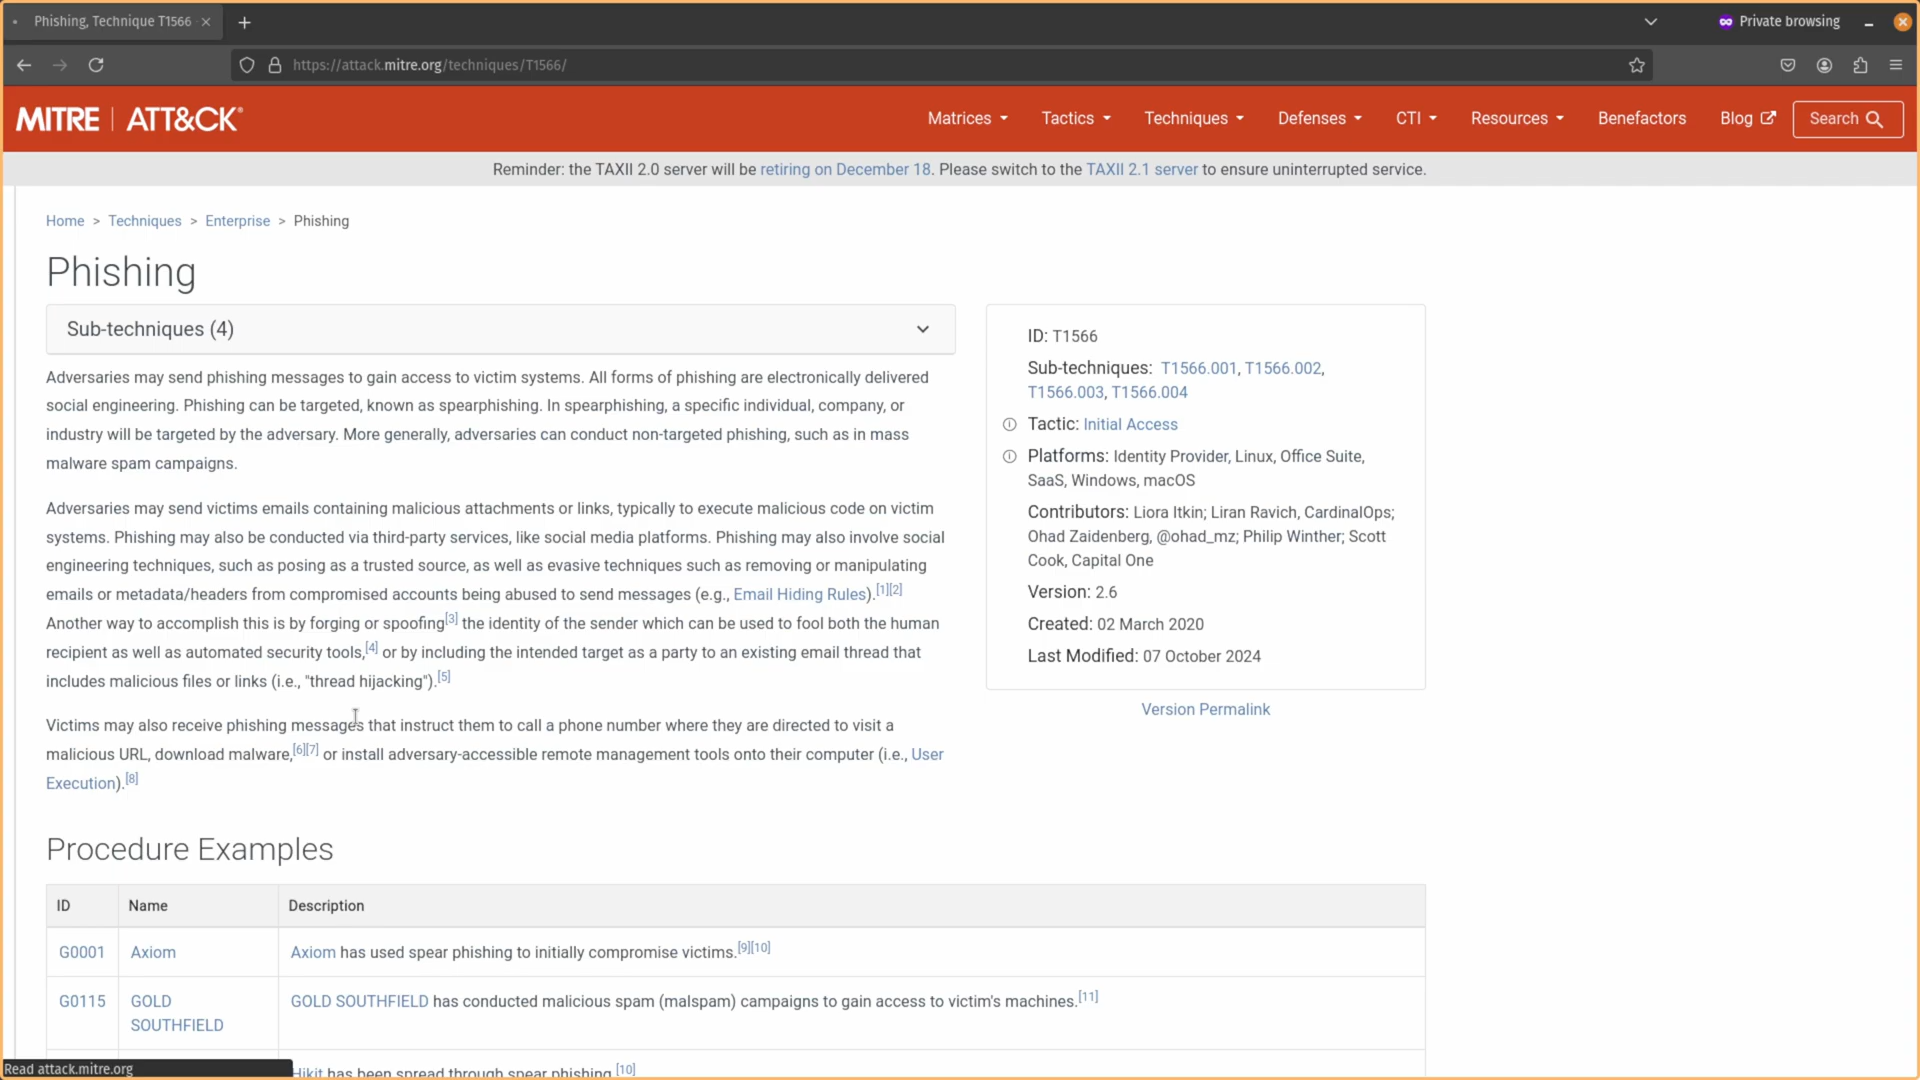 Phishing, Technique T1566
Private browsing
https://attack.mitre.org/techniques/T1566/
MITRE | ATT&CK®
Matrices Tactics Techniques Defenses CTI Resources Benefactors Blog Search
Reminder: the TAXII 2.0 server will be retiring on December 18. Please switch to the TAXII 2.1 server to ensure uninterrupted service.
Home > Techniques > Enterprise > Phishing
Phishing
Sub-techniques (4)
Adversaries may send phishing messages to gain access to victim systems. All forms of phishing are electronically delivered
social engineering. Phishing can be targeted, known as spearphishing. In spearphishing, a specific individual, company, or
industry will be targeted by the adversary. More generally, adversaries can conduct non-targeted phishing, such as in mass
malware spam campaigns.
Adversaries may send victims emails containing malicious attachments or links, typically to execute malicious code on victim
systems. Phishing may also be conducted via third-party services, like social media platforms. Phishing may also involve social
engineering techniques, such as posing as a trusted source, as well as evasive techniques such as removing or manipulating
emails or metadata/headers from compromised accounts being abused to send messages (e.g., Email Hiding Rules).[1][2]
Another way to accomplish this is by forging or spoofing[3] the identity of the sender which can be used to fool both the human
recipient as well as automated security tools,[4] or by including the intended target as a party to an existing email thread that
includes malicious files or links (i.e., "thread hijacking").[5]
Victims may also receive phishing messages that instruct them to call a phone number where they are directed to visit a
malicious URL, download malware,[6][7] or install adversary-accessible remote management tools onto their computer (i.e., User
Execution).[8]
ID: T1566
Sub-techniques: T1566.001, T1566.002,
T1566.003, T1566.004
Tactic: Initial Access
Platforms: Identity Provider, Linux, Office Suite,
SaaS, Windows, macOS
Contributors: Liora Itkin; Liran Ravich, CardinalOps;
Ohad Zaidenberg, @ohad_mz; Philip Winther; Scott
Cook, Capital One
Version: 2.6
Created: 02 March 2020
Last Modified: 07 October 2024
Version Permalink
Procedure Examples
ID Name Description
G0001 Axiom Axiom has used spear phishing to initially compromise victims.[9][10]
G0115 GOLD SOUTHFIELD has conducted malicious spam (malspam) campaigns to gain access to victim's machines.[11]
GOLD
SOUTHFIELD
Hikit has been spread through spear phishing.[10]
Read attack.mitre.org